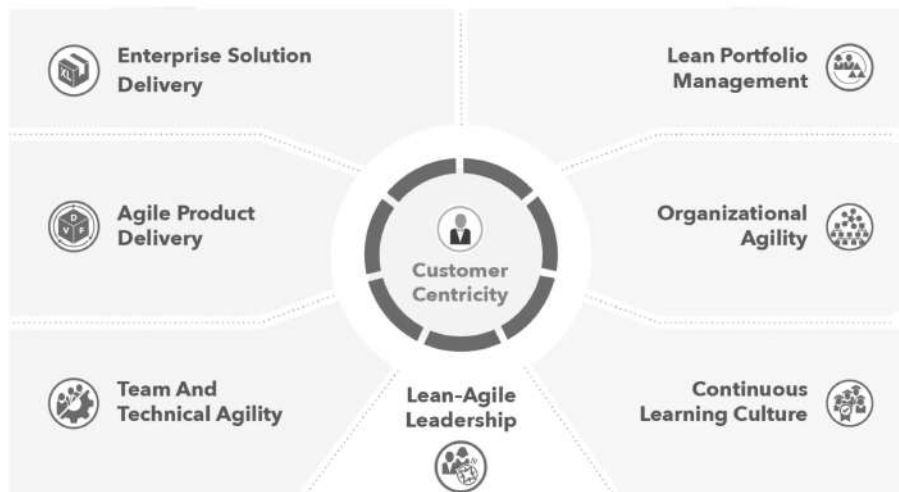 Enterprise Solution
Delivery
Lean Portfolio
Management
XL
Agile Product
Delivery
D
V F
Organizational
Agility
Customer
Centricity
Team And
Technical Agility
Lean-Agile
Leadership
Continuous
Learning Culture